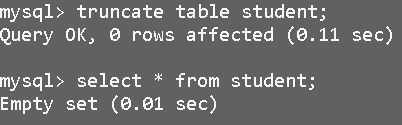 mysql> truncate table student;
Query OK, 0 rows affected (0.11 sec)
mysql> select * from student;
Empty set (0.01 sec)